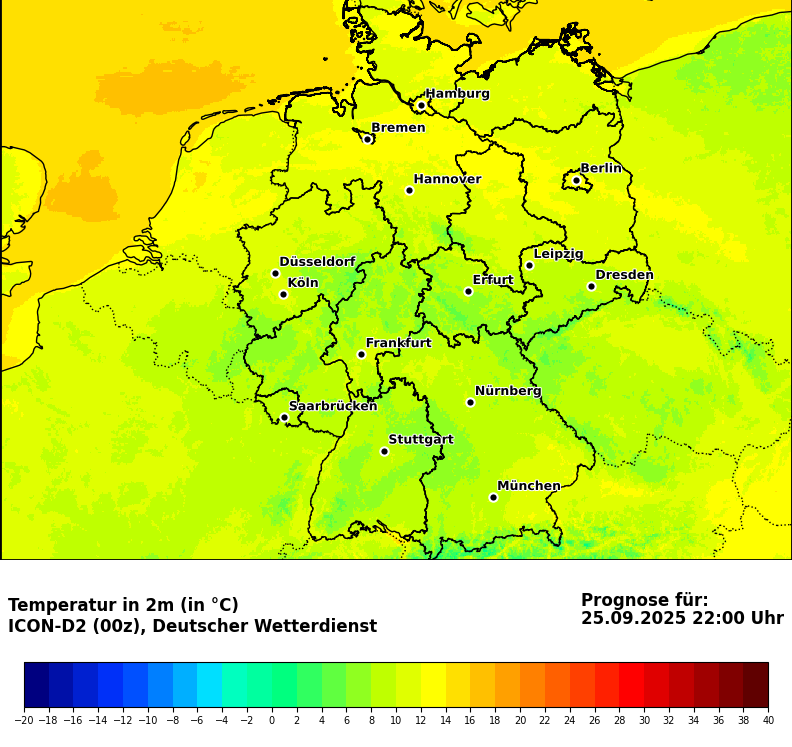 Hamburg
Bremen
Berlin
Hannover
Leipzig
Düsseldorf
Dresden
Erfurt
Köln
Frankfurt
Nürnberg
Saarbrücken
Stuttgart
München
Temperatur in 2m (in °C)
ICON-D2 (00z), Deutscher Wetterdienst
Prognose für:
25.09.2025 22:00 Uhr
−20 −18 −16 −14 −12 −10 −8 −6 −4 −2 0 2 4 6 8 10 12 14 16 18 20 22 24 26 28 30 32 34 36 38 40